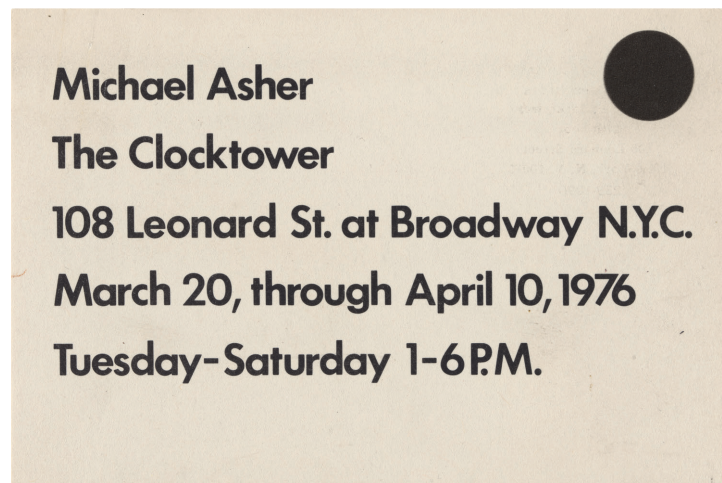 Michael Asher
The Clocktower
108 Leonard St. at Broadway N.Y.C.
March 20, through April 10, 1976
Tuesday-Saturday 1-6 P.M.